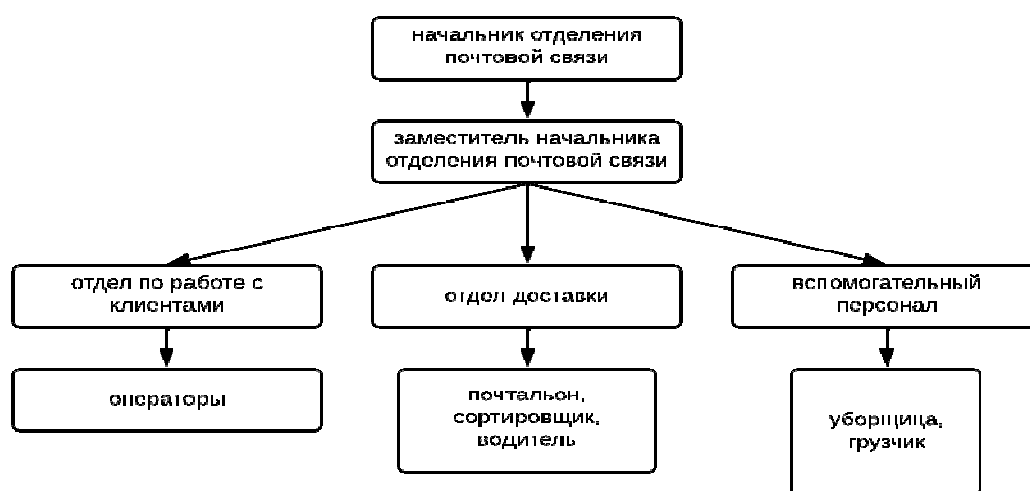 начальник отделения
почтовой связи
заместитель начальника
отделения почтовой связи
отдел по работе с
клиентами
отдел доставки
вспомогательный
персонал
операторы
почтальон,
сортировщик,
водитель
уборщица,
грузчик